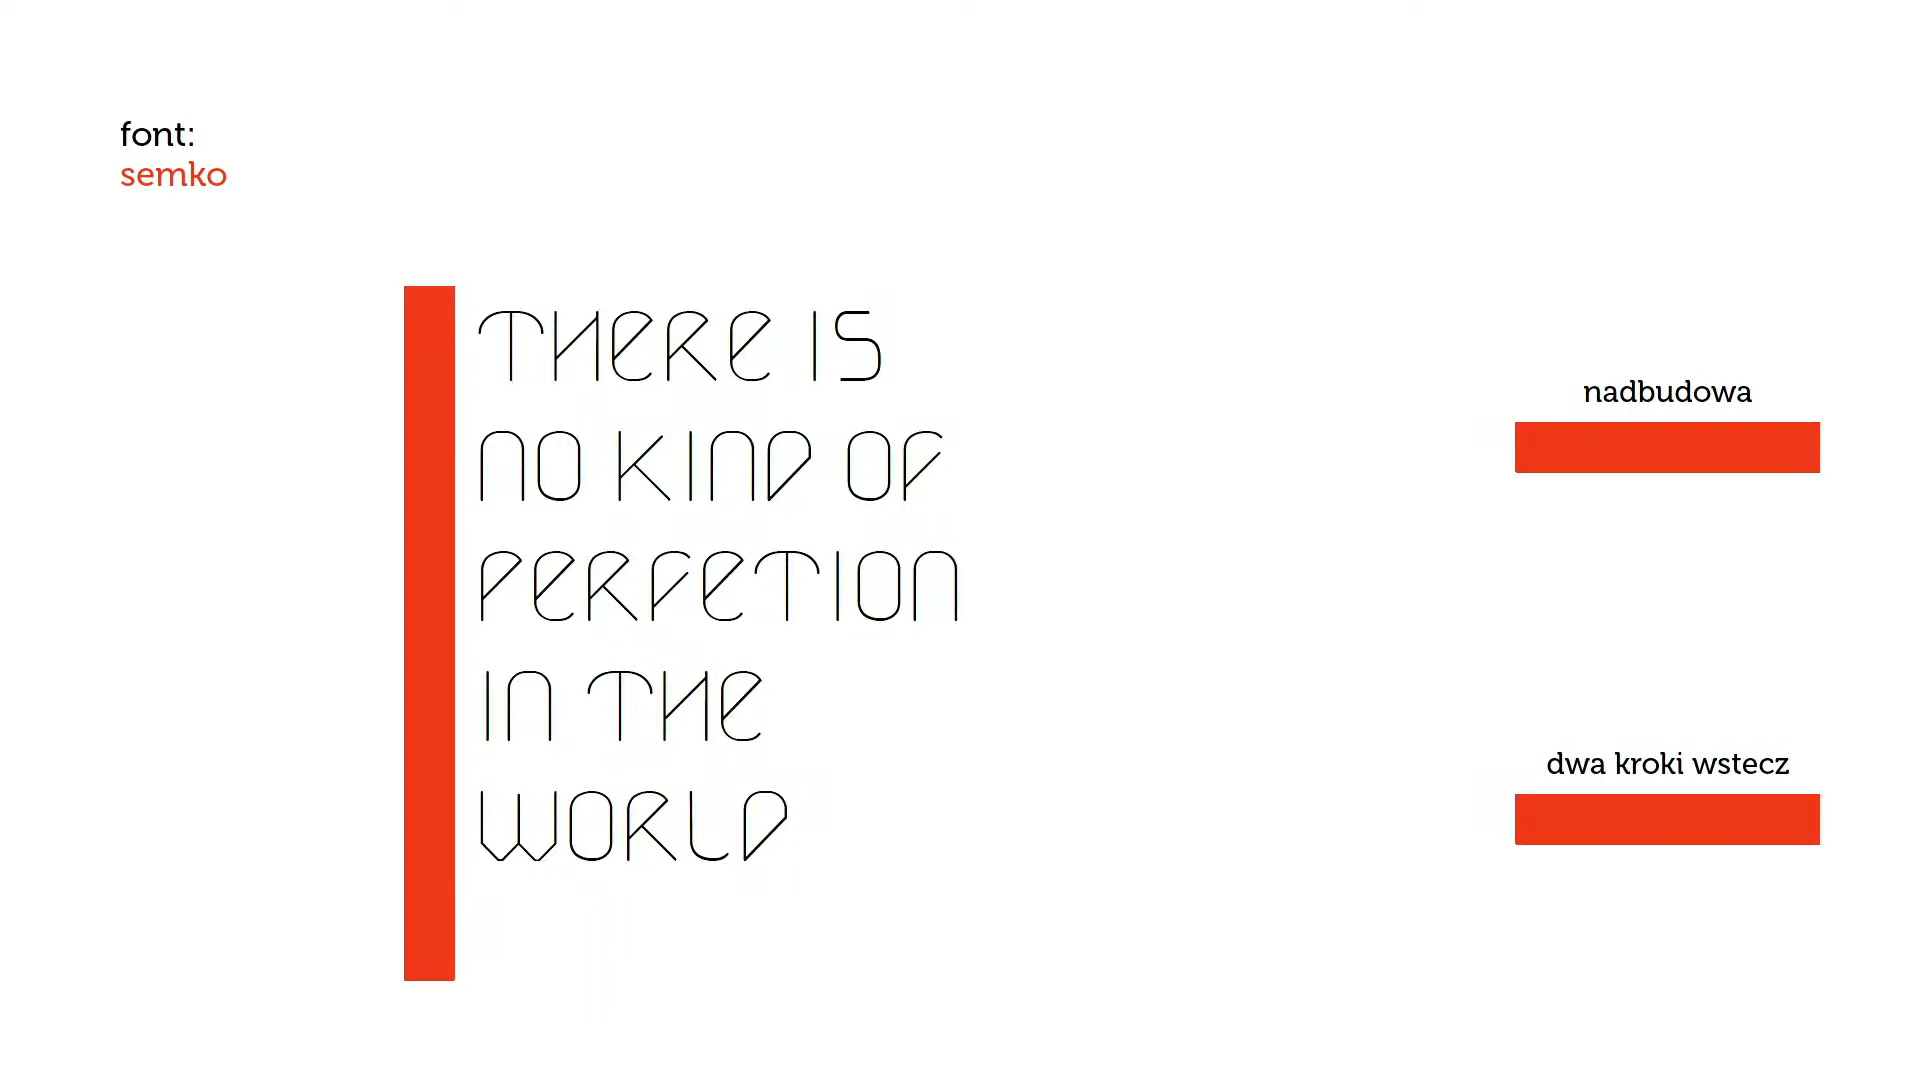 font:
semko
THERE IS
NO KIND OF
PERFETION
IN THE
WORLD
nadbudowa
dwa kroki wstecz